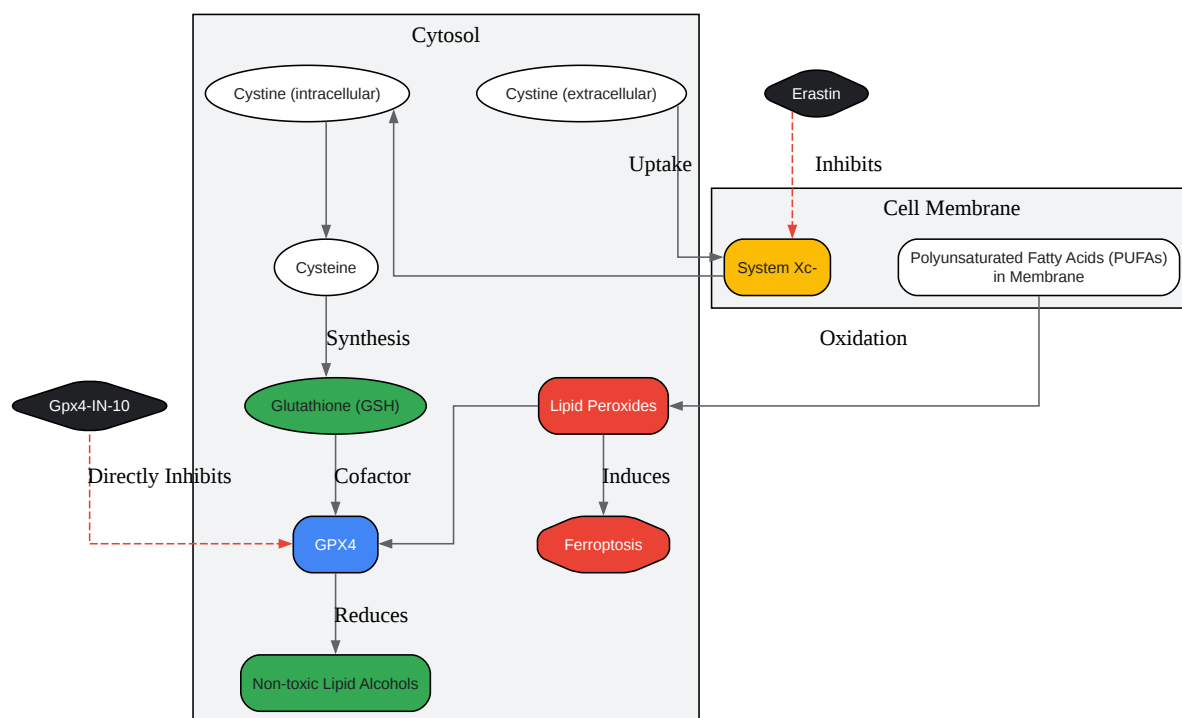 Cytosol
Cystine (intracellular)
Cystine (extracellular)
Erastin
Uptake
Inhibits
Cell Membrane
Cysteine
System Xc-
Polyunsaturated Fatty Acids (PUFAs)
in Membrane
Synthesis
Oxidation
Gpx4-IN-10
Glutathione (GSH)
Lipid Peroxides
Directly Inhibits
Cofactor
Induces
GPX4
Ferroptosis
Reduces
Non-toxic Lipid Alcohols